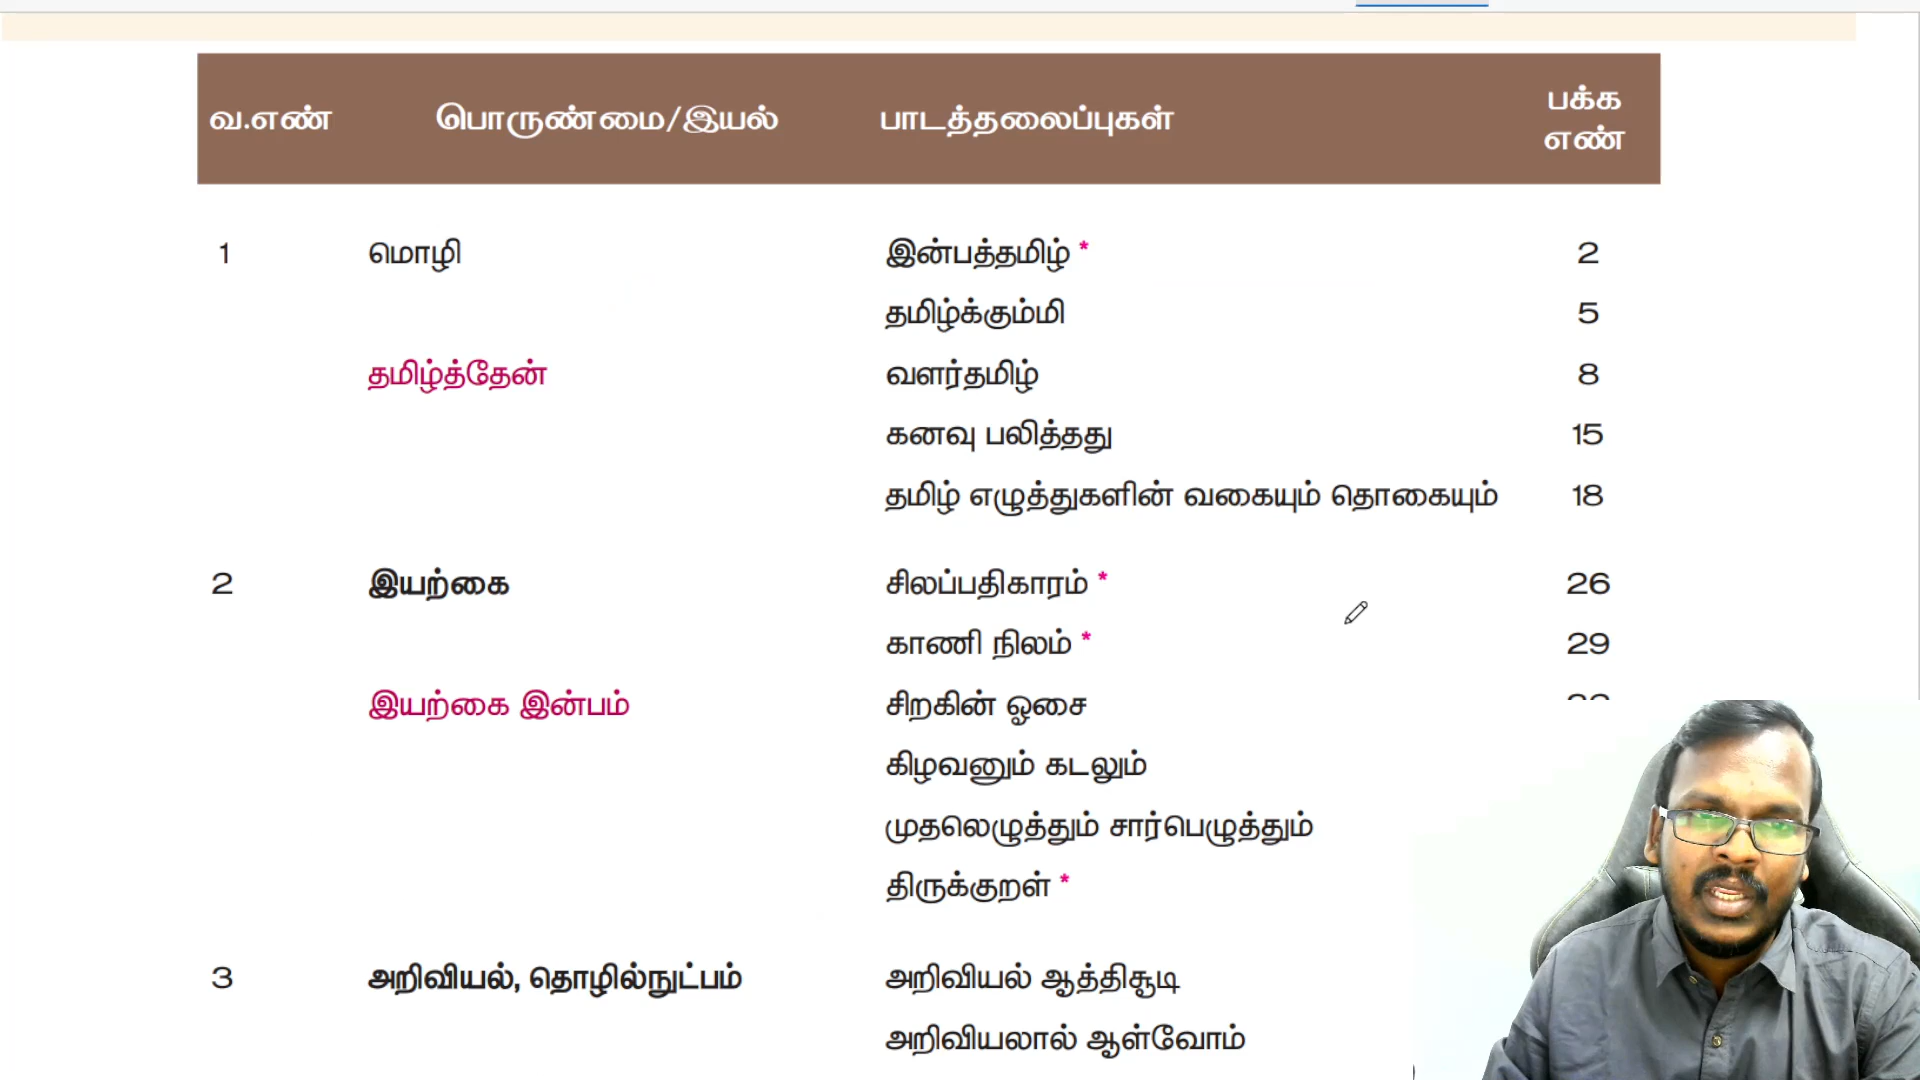 வ.எண் பொருண்மை/இயல் பாடத்தலைப்புகள் பக்க எண்
1 மொழி இன்பத்தமிழ் * 2
தமிழ்க்கும்மி 5
தமிழ்த்தேன் வளர்தமிழ் 8
கனவு பலித்தது 15
தமிழ் எழுத்துகளின் வகையும் தொகையும் 18
2 இயற்கை சிலப்பதிகாரம் * 26
காணி நிலம் * 29
இயற்கை இன்பம் சிறகின் ஓசை
கிழவனும் கடலும்
முதலெழுத்தும் சார்பெழுத்தும்
திருக்குறள் *
3 அறிவியல், தொழில்நுட்பம் அறிவியல் ஆத்திசூடி
அறிவியலால் ஆள்வோம்